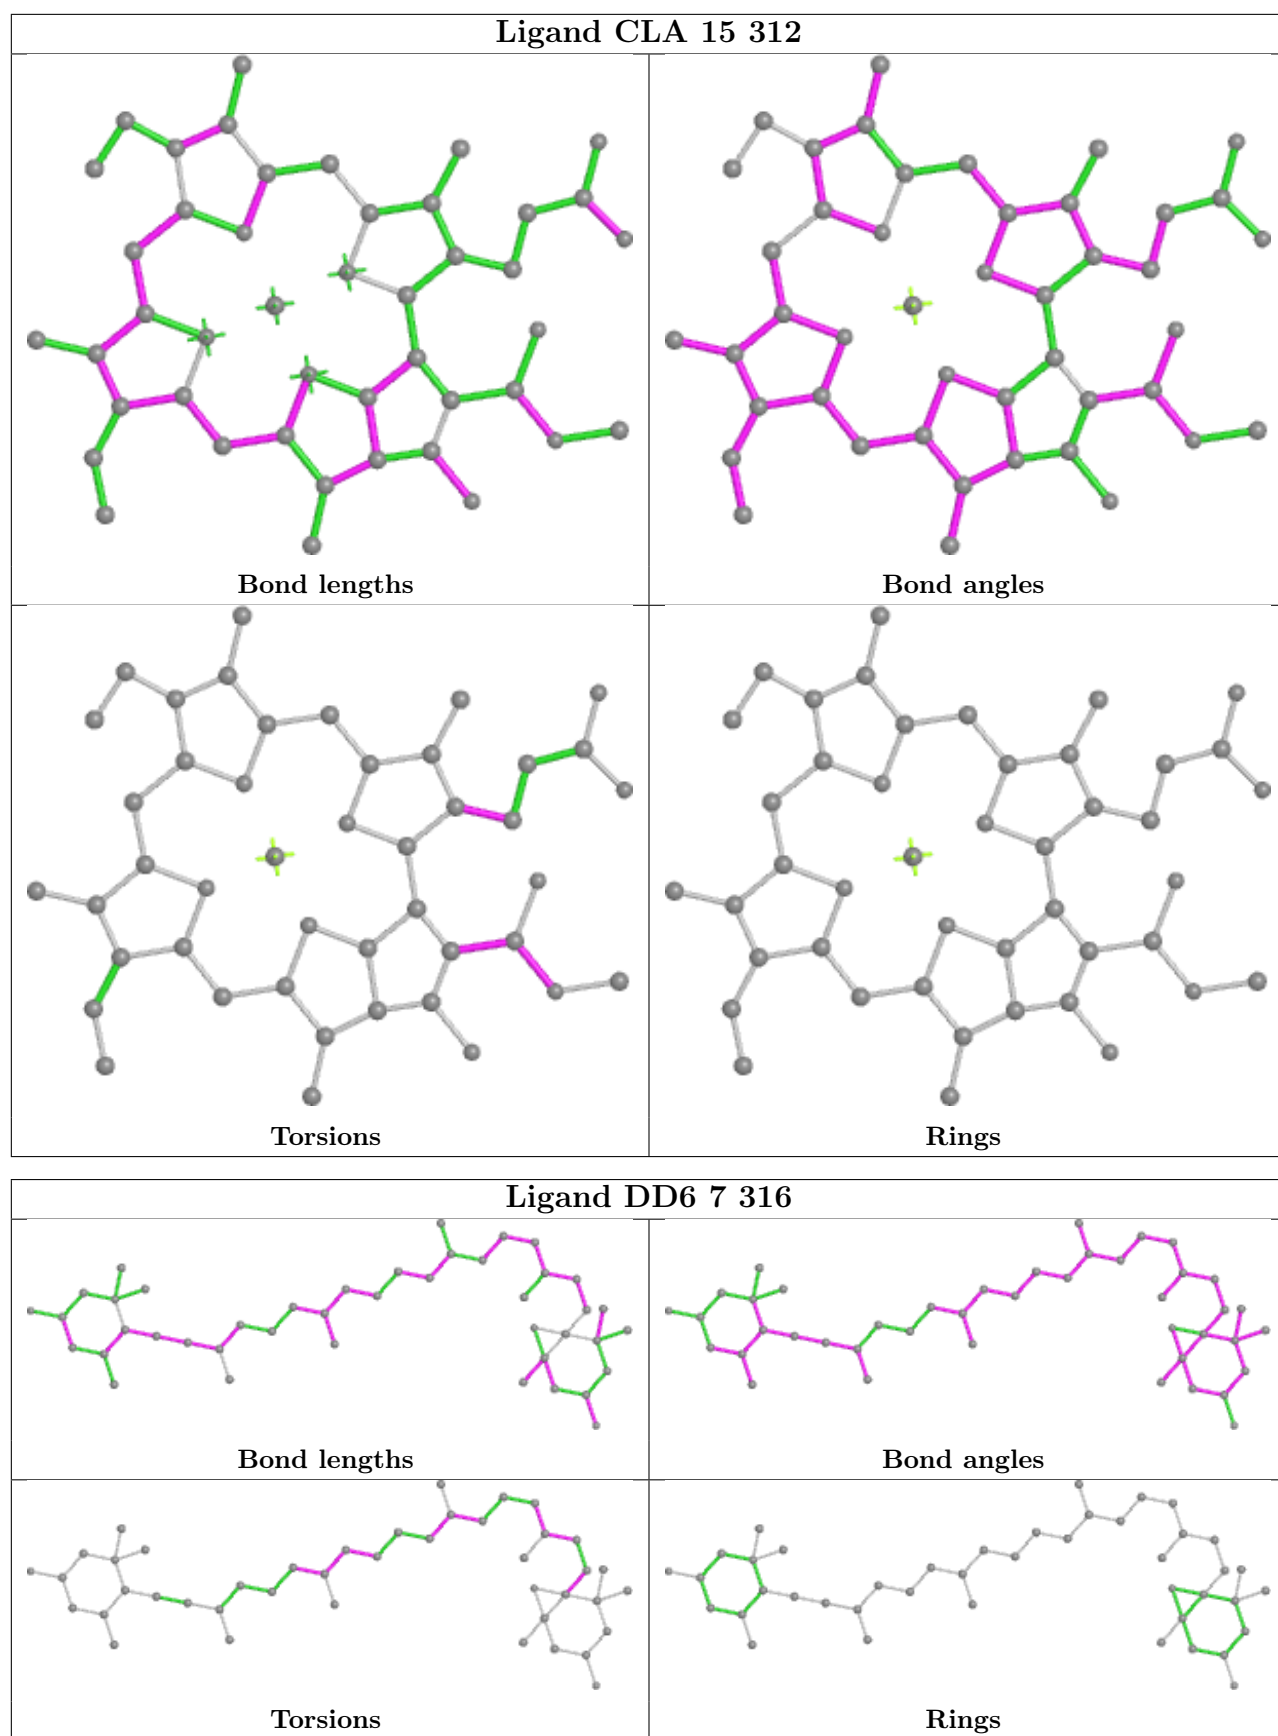 Ligand CLA 15 312
Bond lengths
Bond angles
Torsions
Rings
Ligand DD6 7 316
Bond lengths
Bond angles
Torsions
Rings